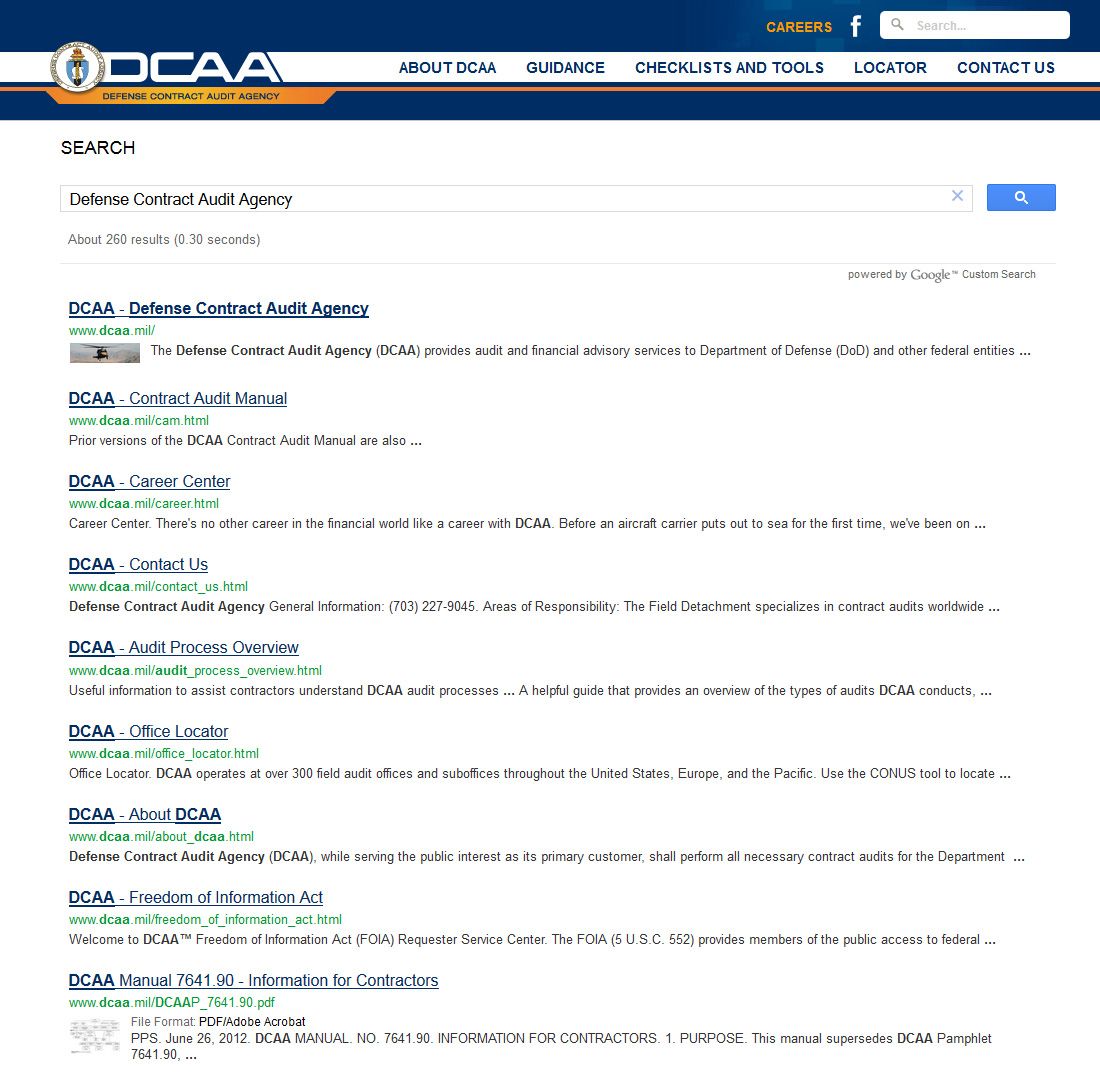 CAREERS
Search...
DCAA
DEFENSE CONTRACT AUDIT AGENCY
ABOUT DCAA
GUIDANCE
CHECKLISTS AND TOOLS
LOCATOR
CONTACT US
SEARCH
Defense Contract Audit Agency
About 260 results (0.30 seconds)
powered by Google™ Custom Search
DCAA - Defense Contract Audit Agency
www.dcaa.mil/
The Defense Contract Audit Agency (DCAA) provides audit and financial advisory services to Department of Defense (DoD) and other federal entities ...
DCAA - Contract Audit Manual
www.dcaa.mil/cam.html
Prior versions of the DCAA Contract Audit Manual are also ...
DCAA - Career Center
www.dcaa.mil/career.html
Career Center. There's no other career in the financial world like a career with DCAA. Before an aircraft carrier puts out to sea for the first time, we've been on ...
DCAA - Contact Us
www.dcaa.mil/contact_us.html
Defense Contract Audit Agency General Information: (703) 227-9045. Areas of Responsibility: The Field Detachment specializes in contract audits worldwide ...
DCAA - Audit Process Overview
www.dcaa.mil/audit_process_overview.html
Useful information to assist contractors understand DCAA audit processes ... A helpful guide that provides an overview of the types of audits DCAA conducts, ...
DCAA - Office Locator
www.dcaa.mil/office_locator.html
Office Locator. DCAA operates at over 300 field audit offices and suboffices throughout the United States, Europe, and the Pacific. Use the CONUS tool to locate ...
DCAA - About DCAA
www.dcaa.mil/about_dcaa.html
Defense Contract Audit Agency (DCAA), while serving the public interest as its primary customer, shall perform all necessary contract audits for the Department ...
DCAA - Freedom of Information Act
www.dcaa.mil/freedom_of_information_act.html
Welcome to DCAA™ Freedom of Information Act (FOIA) Requester Service Center. The FOIA (5 U.S.C. 552) provides members of the public access to federal ...
DCAA Manual 7641.90 - Information for Contractors
www.dcaa.mil/DCAAP_7641.90.pdf
File Format: PDF/Adobe Acrobat
PPS. June 26, 2012. DCAA MANUAL. NO. 7641.90. INFORMATION FOR CONTRACTORS. 1. PURPOSE. This manual supersedes DCAA Pamphlet
7641.90, ...